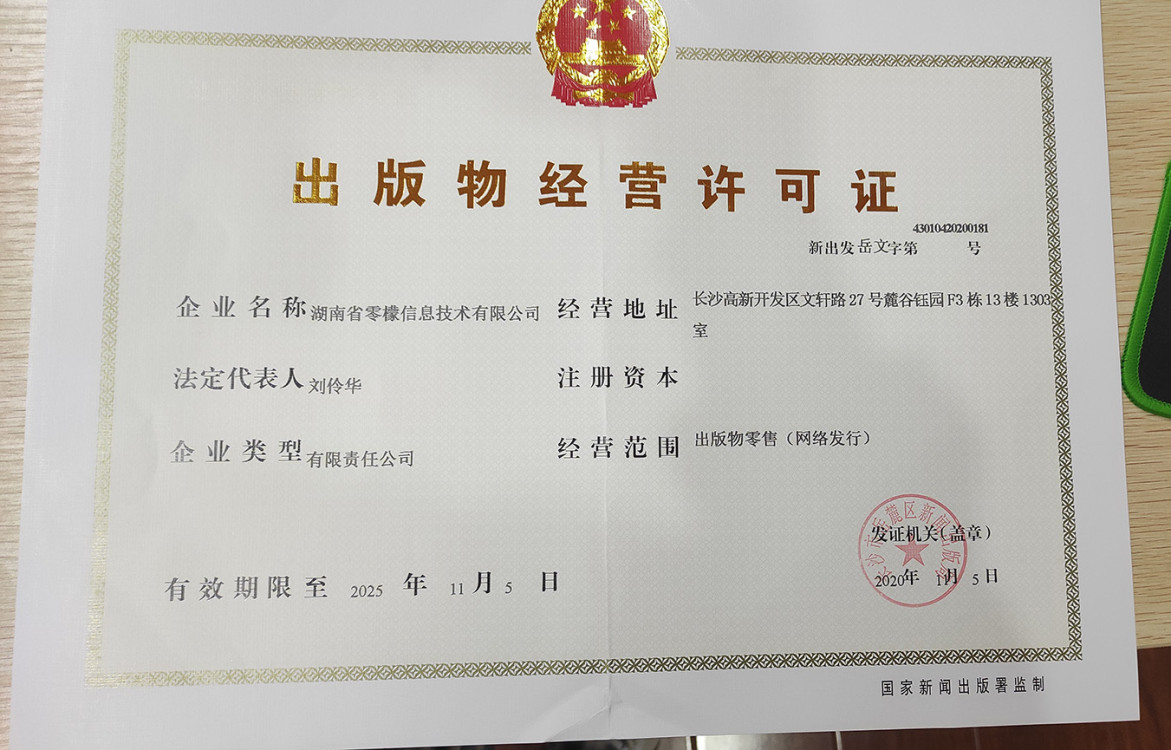 出版物经营许可证
43010420200181
新出发岳文字第 号
企业名称 湖南省零檬信息技术有限公司
经营地址 长沙高新开发区文轩路27号麓谷钰园F3栋13楼1303
室
法定代表人 刘伶华
注册资本
企业类型 有限责任公司
经营范围 出版物零售（网络发行）
发证机关(盖章)
有效期限至 2025 年 11 月 5 日
2020年 11月 5日
国家新闻出版署监制